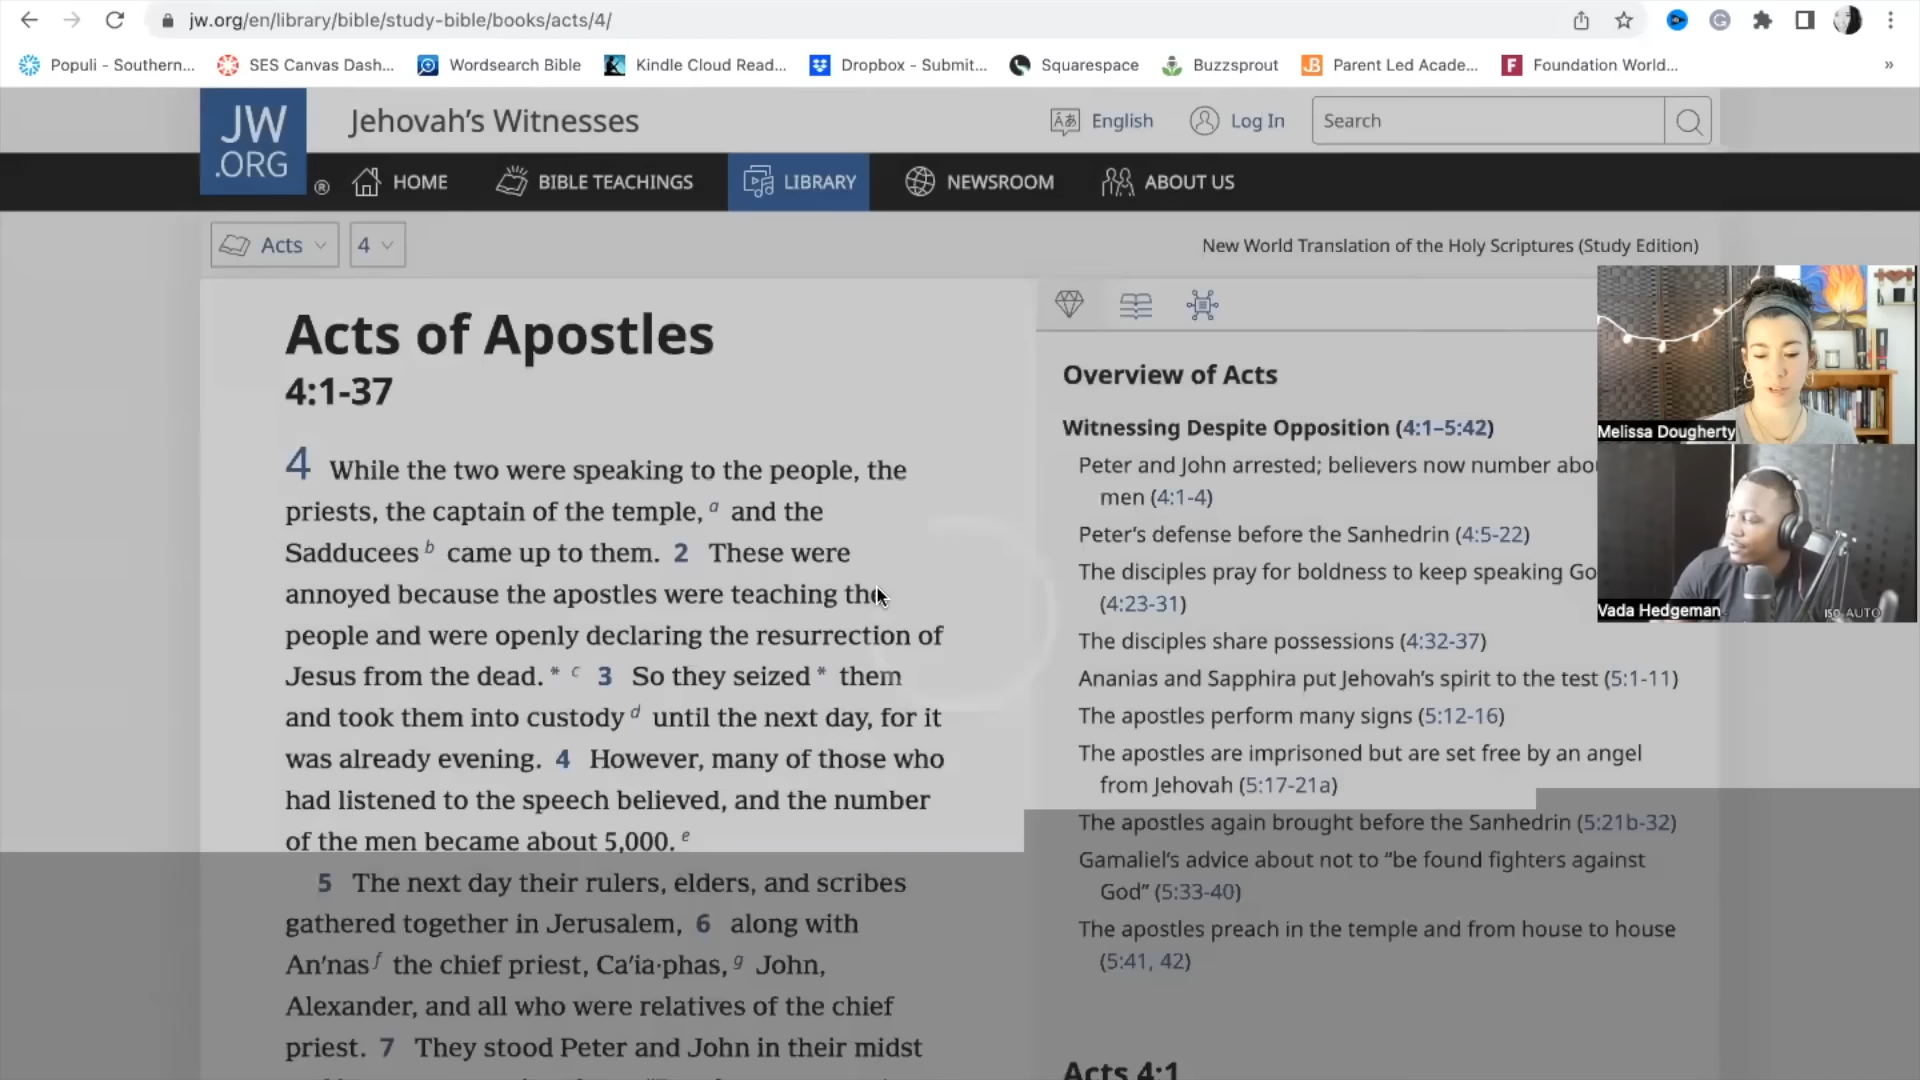 jw.org/en/library/bible/study-bible/books/acts/4/
Populi - Southern...
SES Canvas Dash...
Wordsearch Bible
Kindle Cloud Read...
Dropbox - Submit...
Squarespace
Buzzsprout
Parent Led Acade...
Foundation World...
»
JW
.ORG
®
Jehovah's Witnesses
English
Log In
Search
HOME
BIBLE TEACHINGS
LIBRARY
NEWSROOM
ABOUT US
Acts
4
New World Translation of the Holy Scriptures (Study Edition)
Acts of Apostles
4:1-37
4 While the two were speaking to the people, the
priests, the captain of the temple, a and the
Sadducees b came up to them. 2 These were
annoyed because the apostles were teaching the
people and were openly declaring the resurrection of
Jesus from the dead. * c 3 So they seized * them
and took them into custody d until the next day, for it
was already evening. 4 However, many of those who
had listened to the speech believed, and the number
of the men became about 5,000. e
5 The next day their rulers, elders, and scribes
gathered together in Jerusalem, 6 along with
An′nas f the chief priest, Ca′ia·phas, g John,
Alexander, and all who were relatives of the chief
priest. 7 They stood Peter and John in their midst
Overview of Acts
Witnessing Despite Opposition (4:1–5:42)
Peter and John arrested; believers now number abo
men (4:1-4)
Peter's defense before the Sanhedrin (4:5-22)
The disciples pray for boldness to keep speaking Go
(4:23-31)
The disciples share possessions (4:32-37)
Ananias and Sapphira put Jehovah's spirit to the test (5:1-11)
The apostles perform many signs (5:12-16)
The apostles are imprisoned but are set free by an angel
from Jehovah (5:17-21a)
The apostles again brought before the Sanhedrin (5:21b-32)
Gamaliel's advice about not to “be found fighters against
God” (5:33-40)
The apostles preach in the temple and from house to house
(5:41, 42)
Acts 4:1
Melissa Dougherty
Vada Hedgeman
ISO AUTO